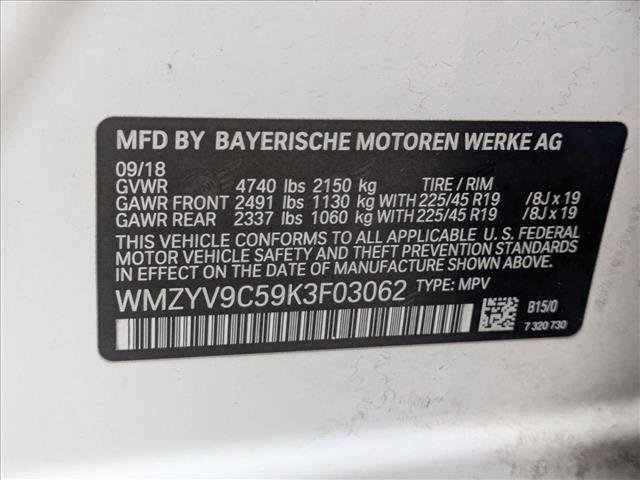 MFD BY BAYERISCHE MOTOREN WERKE AG
09/18
GVWR 4740 lbs 2150 kg TIRE / RIM
GAWR FRONT 2491 lbs 1130 kg WITH 225/45 R19 /8J x 19
GAWR REAR 2337 lbs 1060 kg WITH 225/45 R19 /8J x 19
THIS VEHICLE CONFORMS TO ALL APPLICABLE U.S. FEDERAL
MOTOR VEHICLE SAFETY AND THEFT PREVENTION STANDARDS
IN EFFECT ON THE DATE OF MANUFACTURE SHOWN ABOVE.
WMZYV9C59K3F03062 TYPE: MPV
B15/0
7 320 730